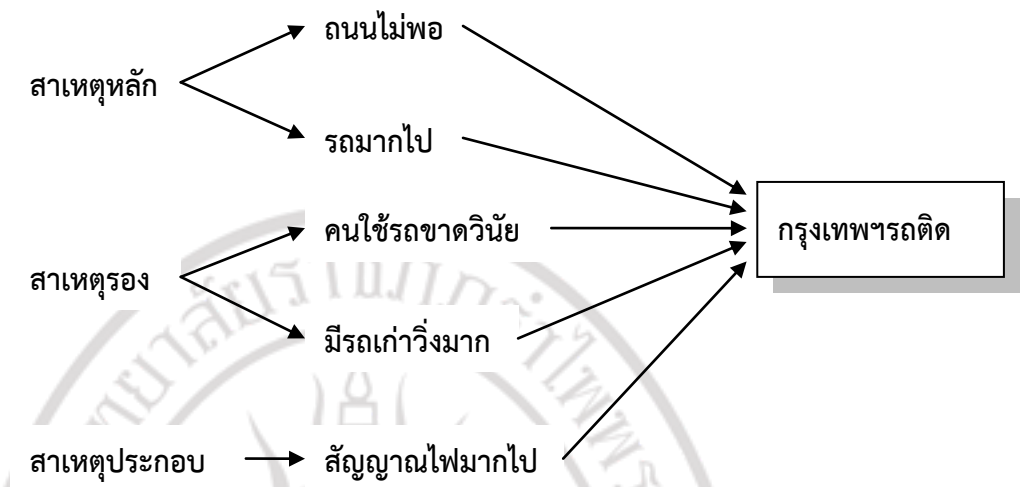 ถนนไม่พอ
สาเหตุหลัก
รถมากไป
กรุงเทพฯรถติด
คนใช้รถขาดวินัย
สาเหตุรอง
มีรถเก่าวิ่งมาก
สาเหตุประกอบ
สัญญาณไฟมากไป